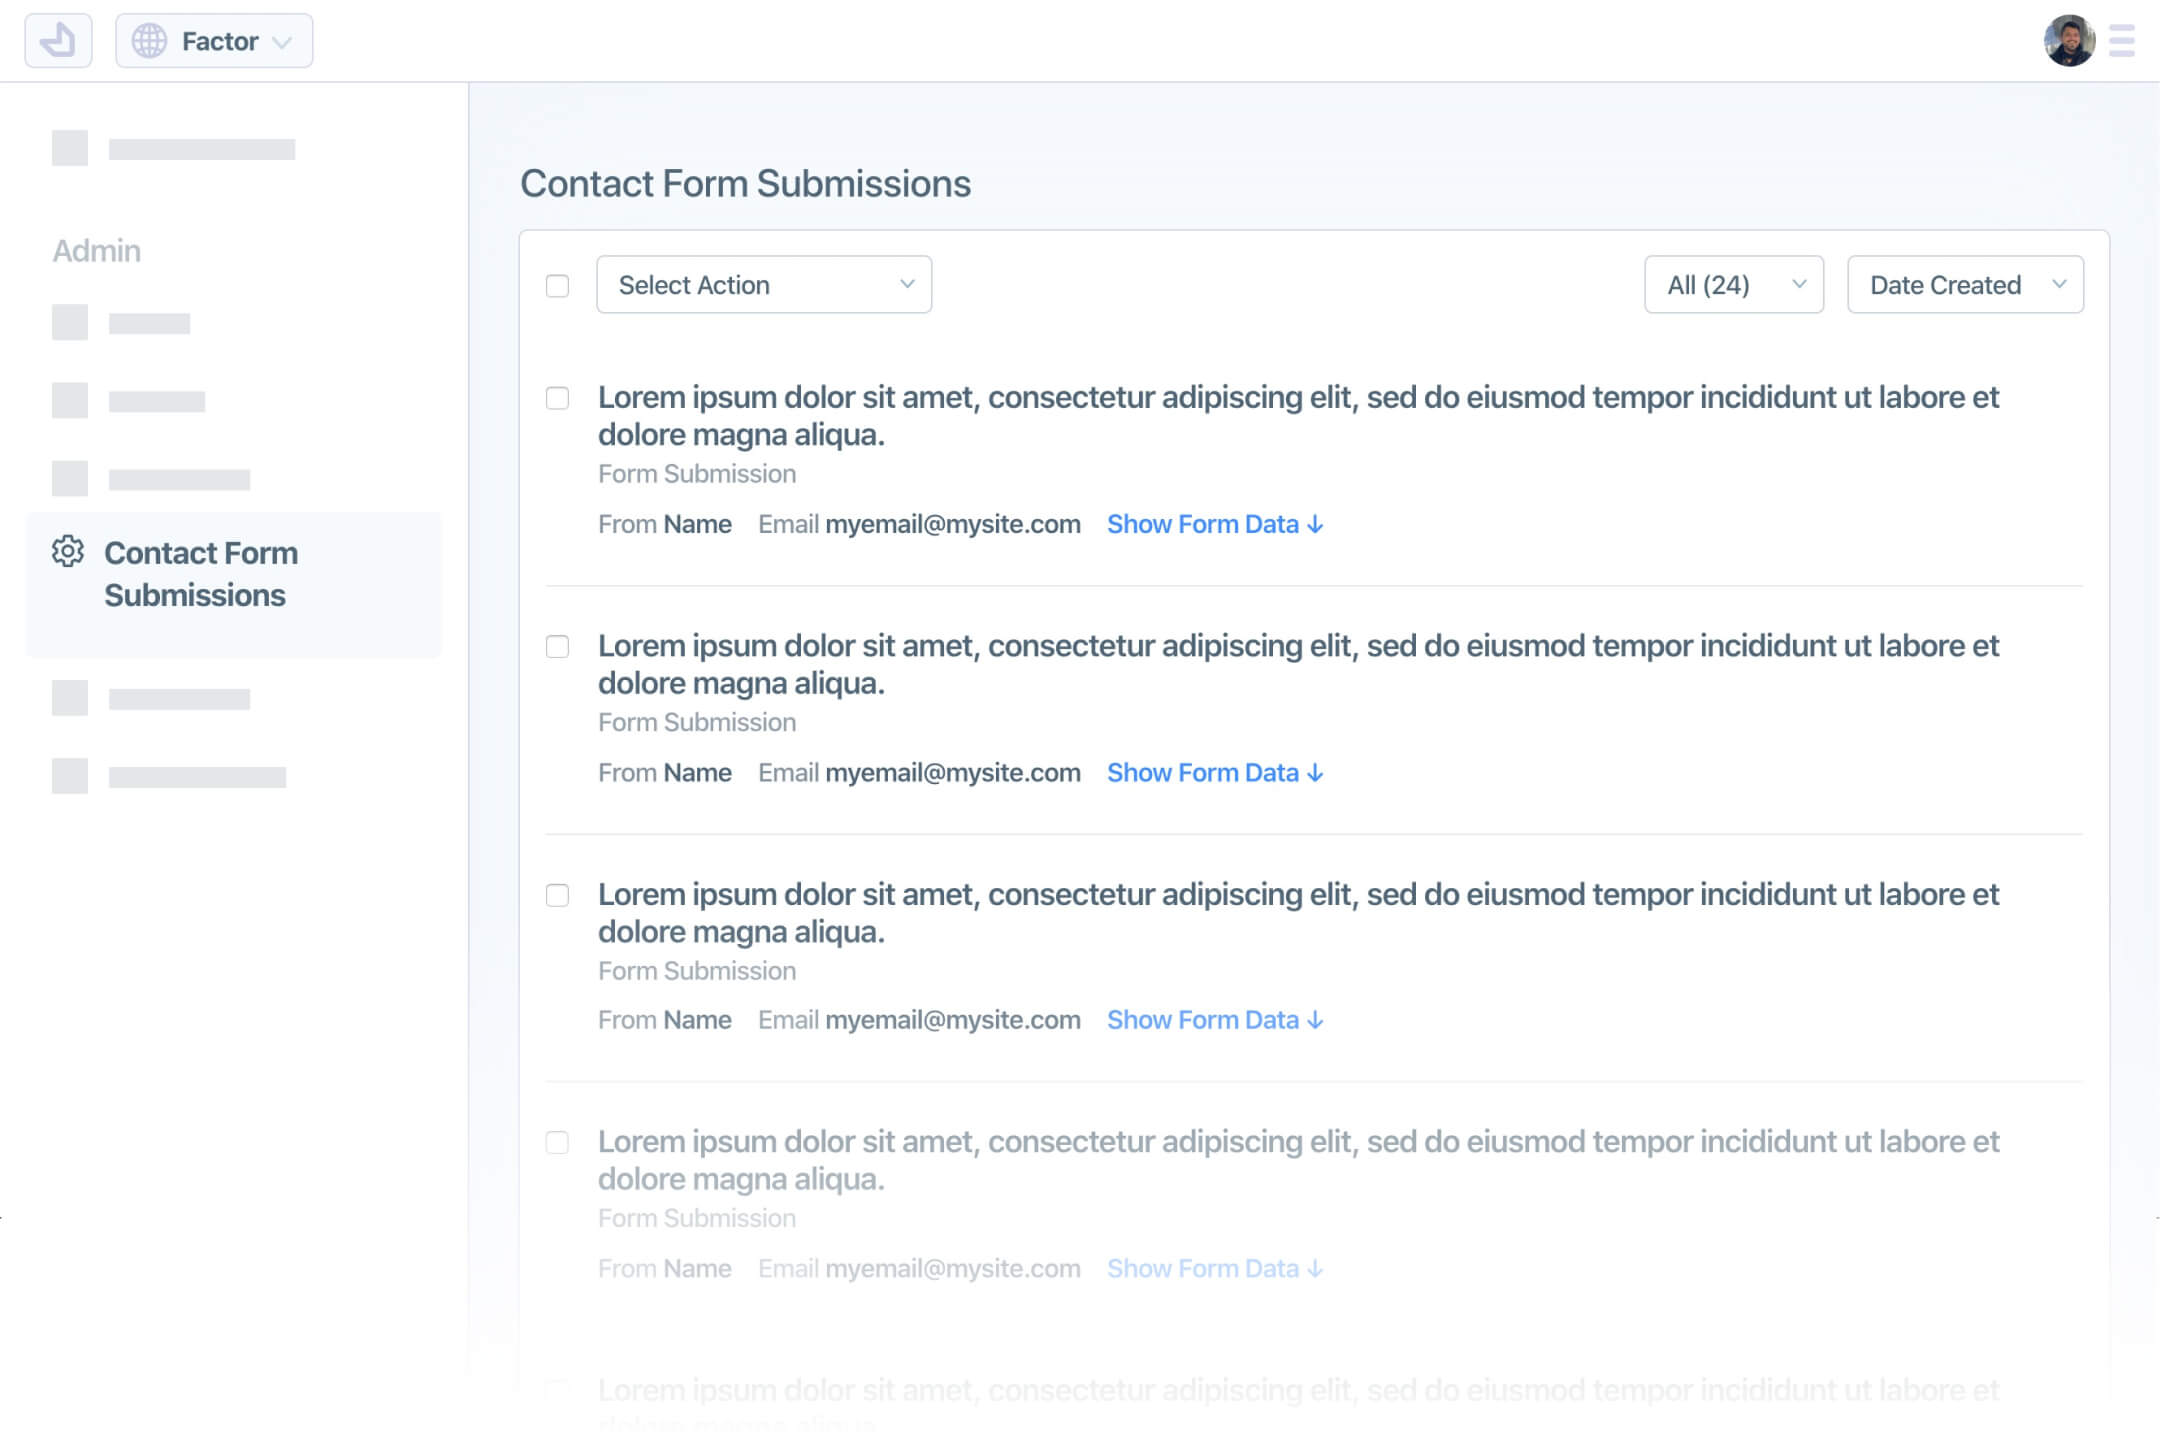 Factor
Admin
Contact Form
Submissions
Contact Form Submissions
Select Action
All (24)
Date Created
Lorem ipsum dolor sit amet, consectetur adipiscing elit, sed do eiusmod tempor incididunt ut labore et
dolore magna aliqua.
Form Submission
From Name Email myemail@mysite.com Show Form Data ↓
Lorem ipsum dolor sit amet, consectetur adipiscing elit, sed do eiusmod tempor incididunt ut labore et
dolore magna aliqua.
Form Submission
From Name Email myemail@mysite.com Show Form Data ↓
Lorem ipsum dolor sit amet, consectetur adipiscing elit, sed do eiusmod tempor incididunt ut labore et
dolore magna aliqua.
Form Submission
From Name Email myemail@mysite.com Show Form Data ↓
Lorem ipsum dolor sit amet, consectetur adipiscing elit, sed do eiusmod tempor incididunt ut labore et
dolore magna aliqua.
Form Submission
From Name Email myemail@mysite.com Show Form Data ↓
Lorem ipsum dolor sit amet, consectetur adipiscing elit, sed do eiusmod tempor incididunt ut labore et
dolore magna aliqua.